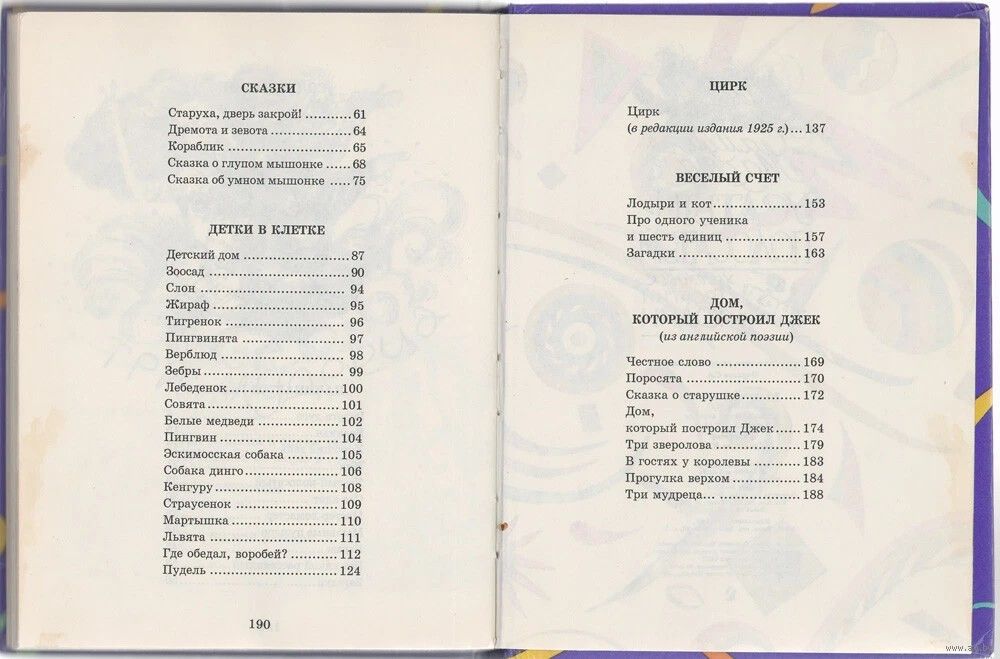 СКАЗКИ
Старуха, дверь закрой! ........... 61
Дремота и зевота ................... 64
Кораблик ............................ 65
Сказка о глупом мышонке ...... 68
Сказка об умном мышонке ..... 75
ДЕТКИ В КЛЕТКЕ
Детский дом ........................ 87
Зоосад ............................... 90
Слон ................................. 94
Жираф ............................... 95
Тигренок ............................ 96
Пингвинята ......................... 97
Верблюд ............................. 98
Зебры ................................ 99
Лебеденок .......................... 100
Совята .............................. 101
Белые медведи .................... 102
Пингвин ............................ 104
Эскимосская собака ............. 105
Собака динго ..................... 106
Кенгуру ............................ 108
Страусенок ........................ 109
Мартышка ......................... 110
Львята .............................. 111
Где обедал, воробей? ........... 112
Пудель .............................. 124
190
ЦИРК
Цирк
(в редакции издания 1925 г.)... 137
ВЕСЕЛЫЙ СЧЕТ
Лодыри и кот ..................... 153
Про одного ученика
и шесть единиц .................. 157
Загадки ............................. 163
ДОМ,
КОТОРЫЙ ПОСТРОИЛ ДЖЕК
(из английской поэзии)
Честное слово .................... 169
Поросята ........................... 170
Сказка о старушке ............... 172
Дом,
который построил Джек ...... 174
Три зверолова .................... 179
В гостях у королевы ........... 183
Прогулка верхом ................ 184
Три мудреца... ................... 188